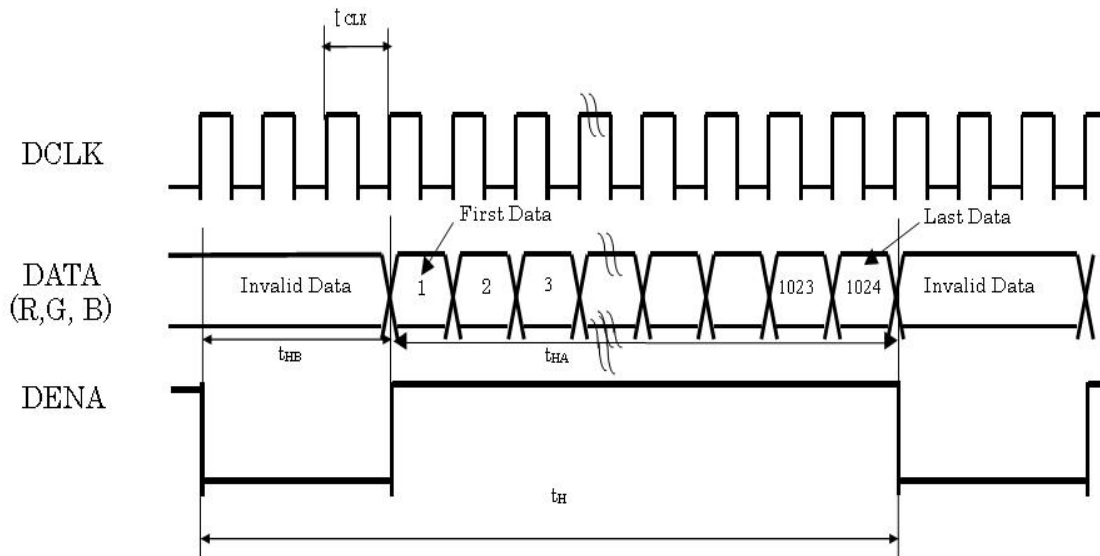 tCLK
DCLK
First Data
Last Data
DATA
(R,G, B)
Invalid Data
1
2
3
1023
1024
Invalid Data
tHB
tHA
DENA
tH